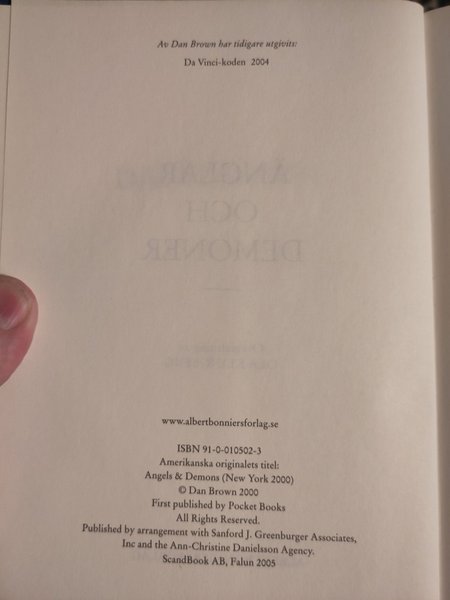 Av Dan Brown har tidigare utgivits:
Da Vinci-koden 2004
ÄNGLAR
OCH
DEMONER
www.albertbonniersforlag.se
ISBN 91-0-010502-3
Amerikanska originalets titel:
Angels & Demons (New York 2000)
© Dan Brown 2000
First published by Pocket Books
All Rights Reserved.
Published by arrangement with Sanford J. Greenburger Associates,
Inc and the Ann-Christine Danielsson Agency.
ScandBook AB, Falun 2005